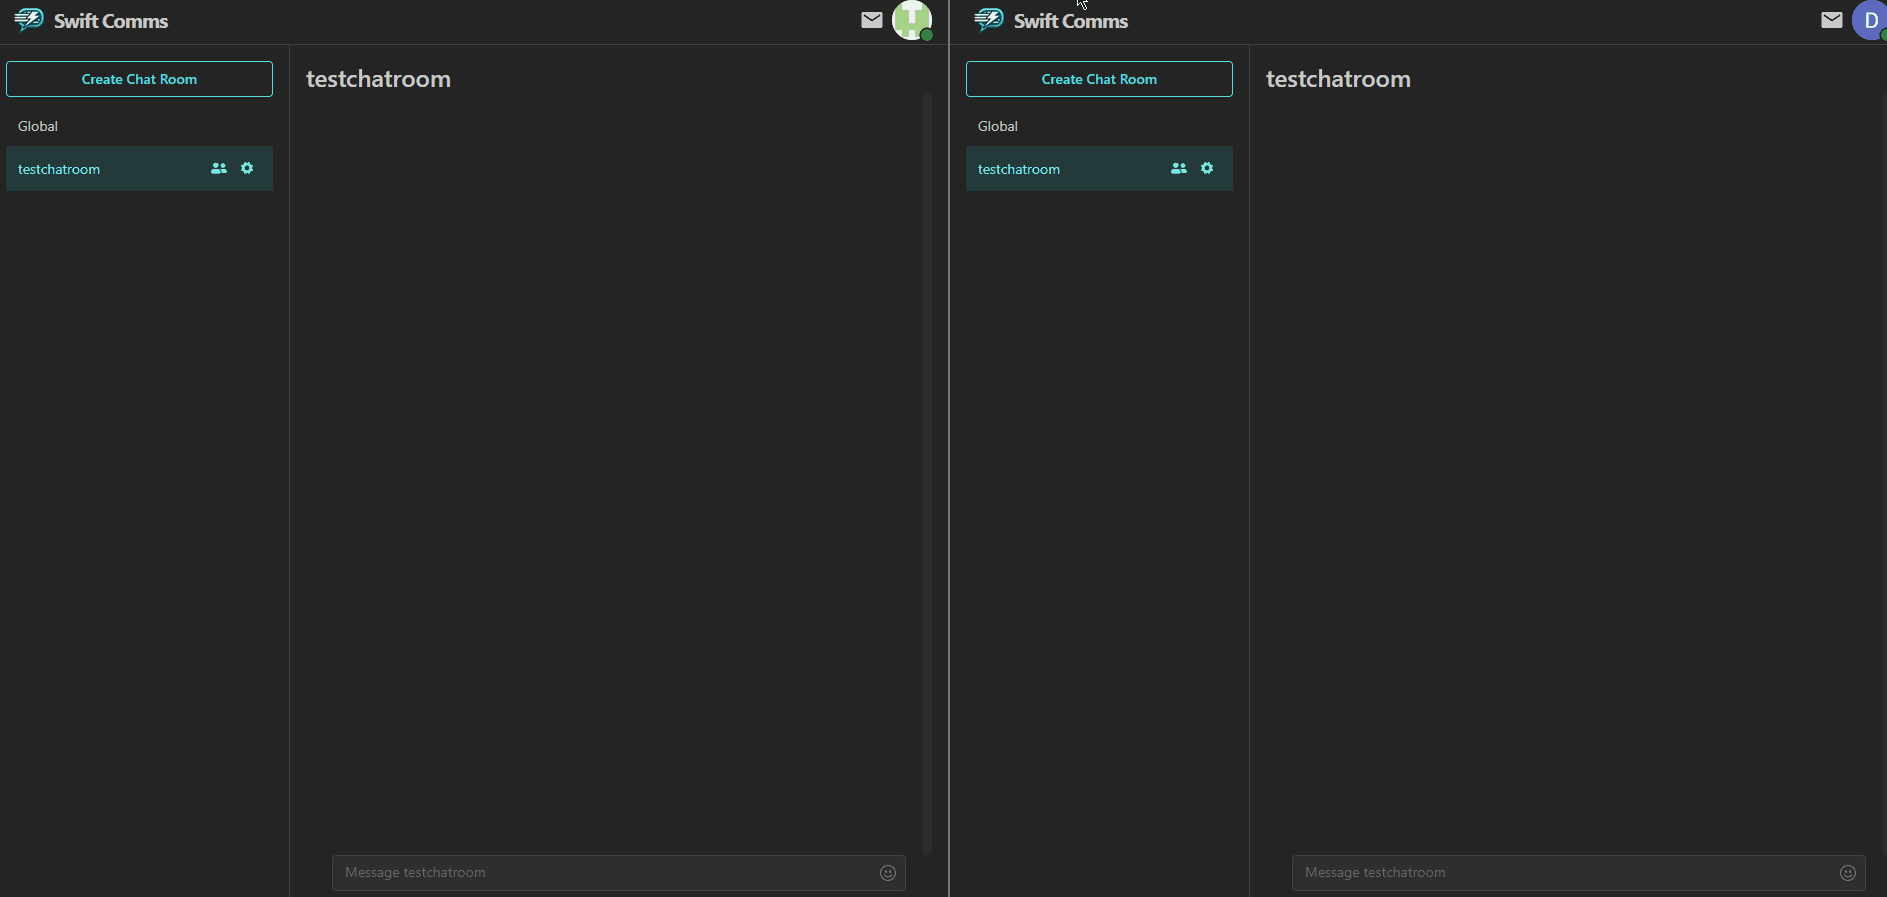 Swift Comms
Create Chat Room
testchatroom
Global
testchatroom
Message testchatroom
Swift Comms
D
Create Chat Room
testchatroom
Global
testchatroom
Message testchatroom